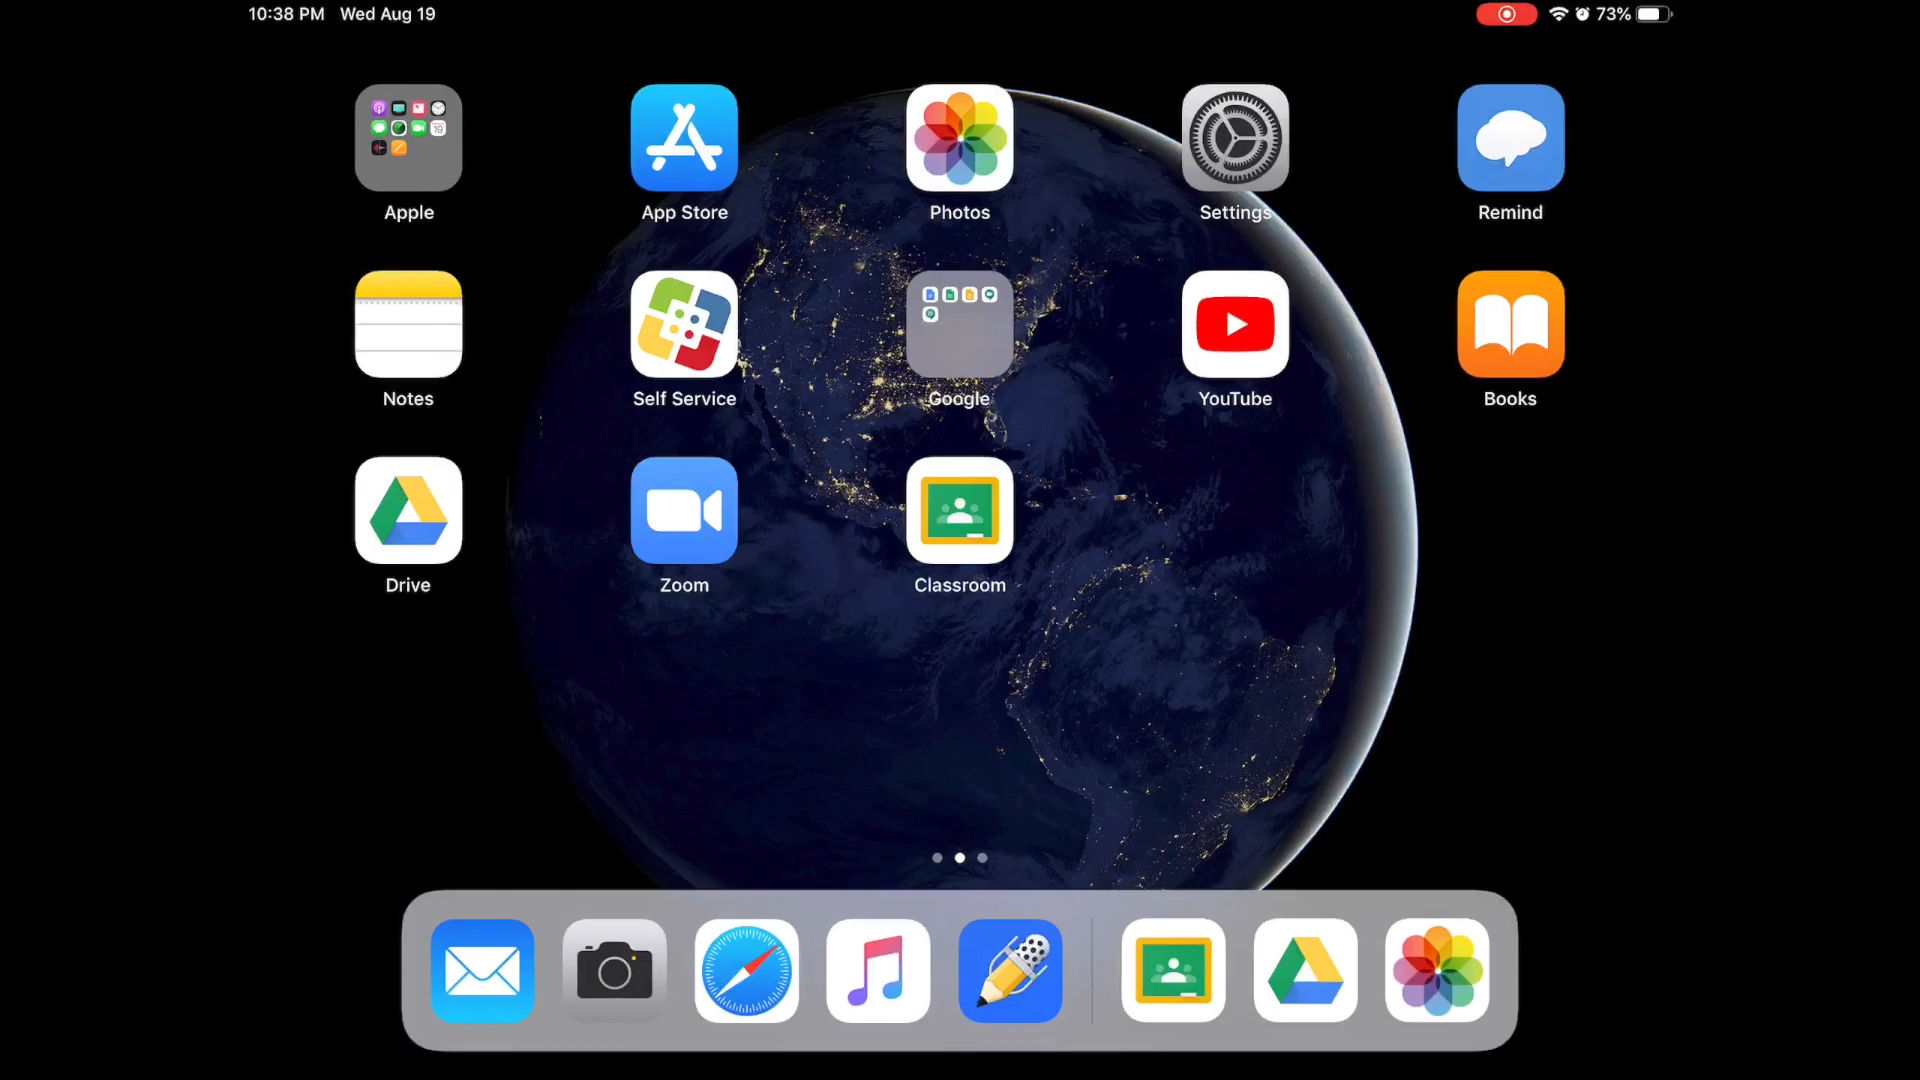 10:38 PM Wed Aug 19
73%
Apple
App Store
Photos
Settings
Remind
19
Notes
Self Service
Google
YouTube
Books
Drive
Zoom
Classroom